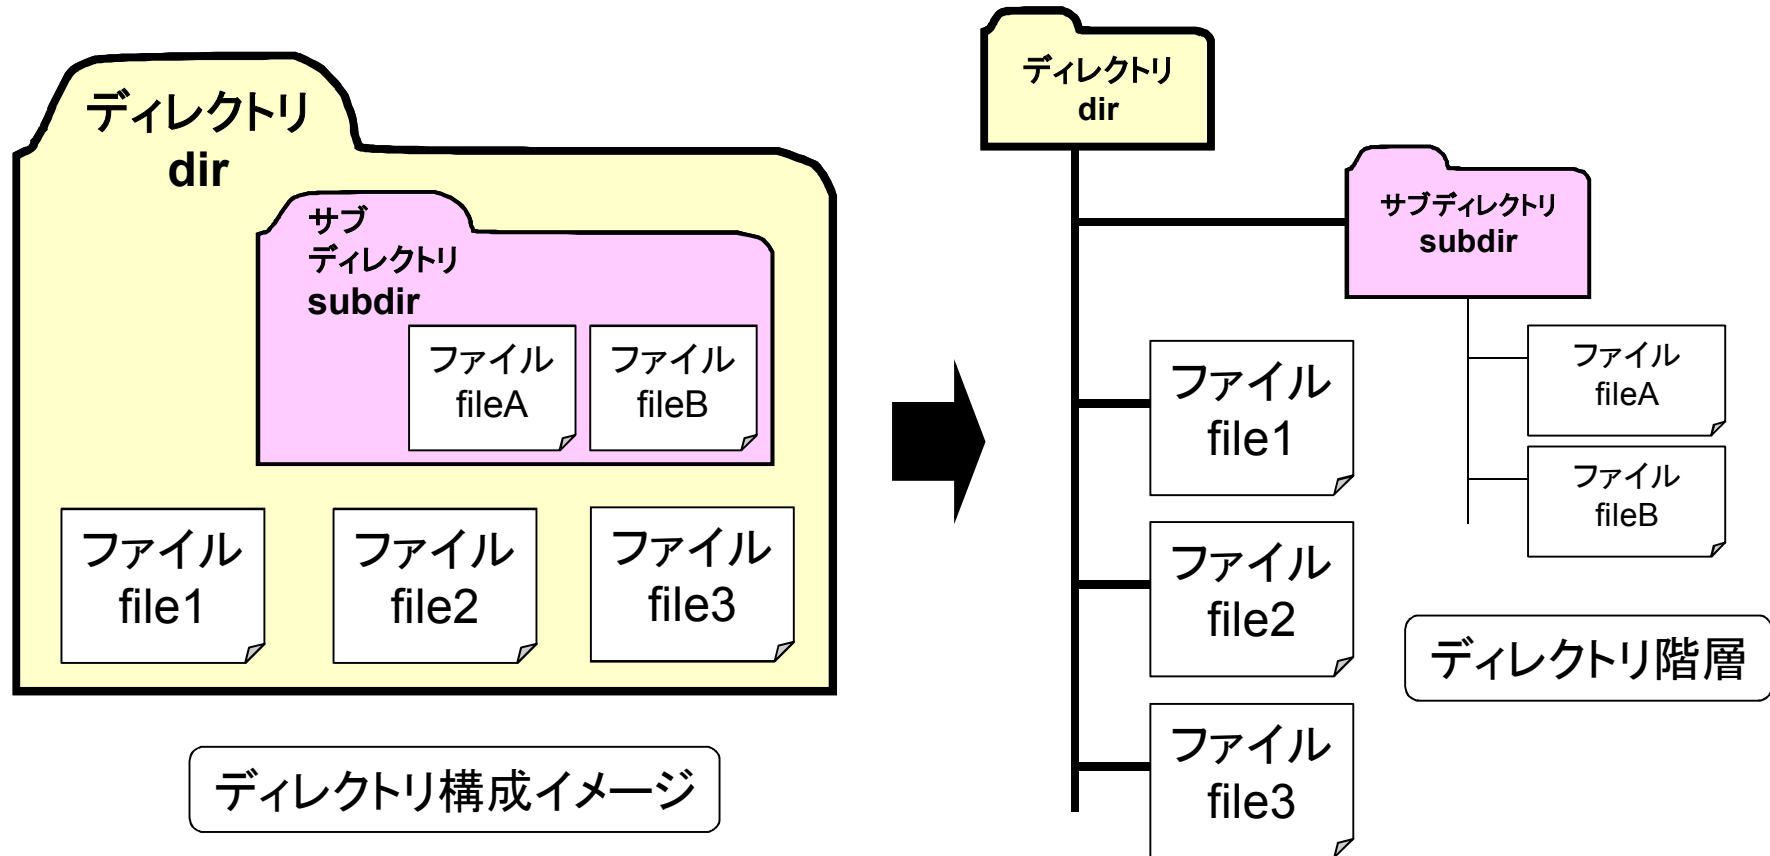 ディレクトリ
dir
サブ
ディレクトリ
subdir
ファイル
fileA
ファイル
fileB
ファイル
file1
ファイル
file2
ファイル
file3
ディレクトリ構成イメージ
ディレクトリ
dir
サブディレクトリ
subdir
ファイル
fileA
ファイル
fileB
ファイル
file1
ファイル
file2
ファイル
file3
ディレクトリ階層